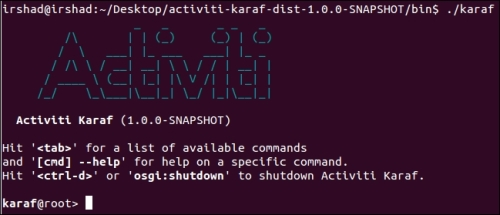 irshad@irshad:~/Desktop/activiti-karaf-dist-1.0.0-SNAPSHOT/bin$ ./karaf
Activiti
Activiti Karaf (1.0.0-SNAPSHOT)
Hit '<tab>' for a list of available commands
and '[cmd] --help' for help on a specific command.
Hit '<ctrl-d>' or 'osgi:shutdown' to shutdown Activiti Karaf.
karaf@root>